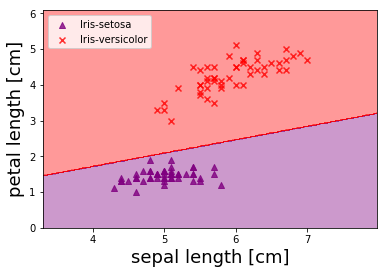 Iris-setosa
Iris-versicolor
6
5
4
3
2
1
0
petal length [cm]
4
5
6
7
sepal length [cm]